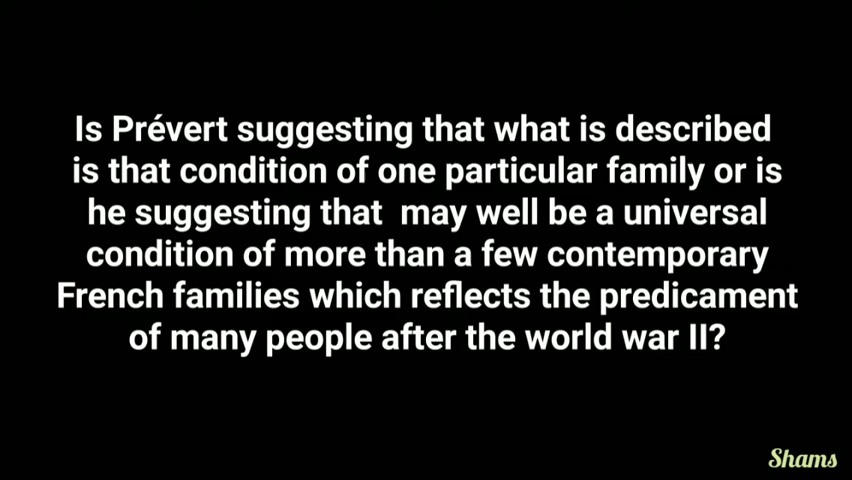 Is Prévert suggesting that what is described
is that condition of one particular family or is
he suggesting that  may well be a universal
condition of more than a few contemporary
French families which reflects the predicament
of many people after the world war II?
Shams